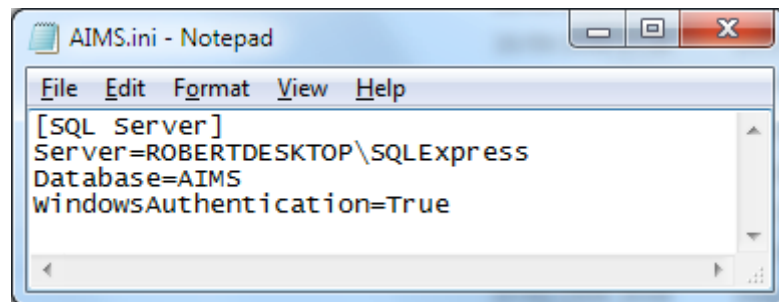 AIMS.ini - Notepad
File Edit Format View Help
[SQL Server]
Server=ROBERTDESKTOP\SQLExpress
Database=AIMS
WindowsAuthentication=True